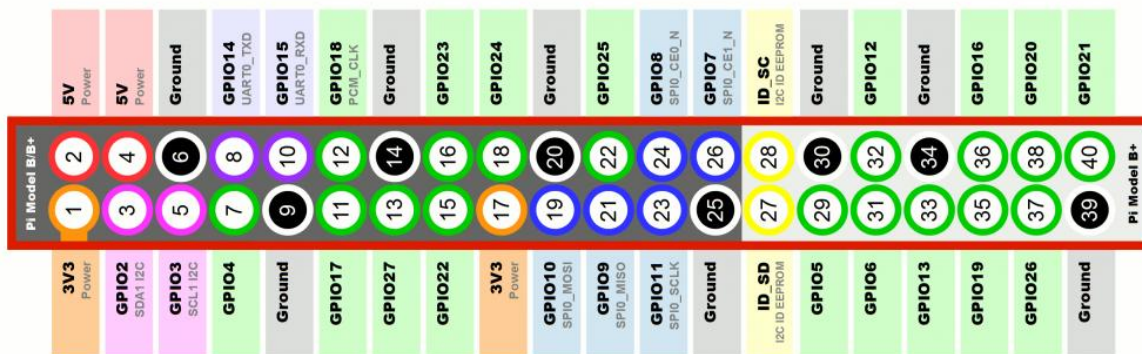 5V
Power
5V
Power
Ground
GPIO14
UART0_TXD
GPIO15
UART0_RXD
GPIO18
PCM_CLK
Ground
GPIO23
GPIO24
Ground
GPIO25
GPIO8
SPI0_CE0_N
GPIO7
SPI0_CE1_N
ID_SC
I2C ID EEPROM
Ground
GPIO12
Ground
GPIO16
GPIO20
GPIO21
Pi Model B/B+
2 4 6 8 10 12 14 16 18 20 22 24 26 28 30 32 34 36 38 40
1 3 5 7 9 11 13 15 17 19 21 23 25 27 29 31 33 35 37 39
Pi Model B+
3V3
Power
GPIO2
SDA1 I2C
GPIO3
SCL1 I2C
GPIO4
Ground
GPIO17
GPIO27
GPIO22
3V3
Power
GPIO10
SPI0_MOSI
GPIO9
SPI0_MISO
GPIO11
SPI0_SCLK
Ground
ID_SD
I2C ID EEPROM
GPIO5
GPIO6
GPIO13
GPIO19
GPIO26
Ground